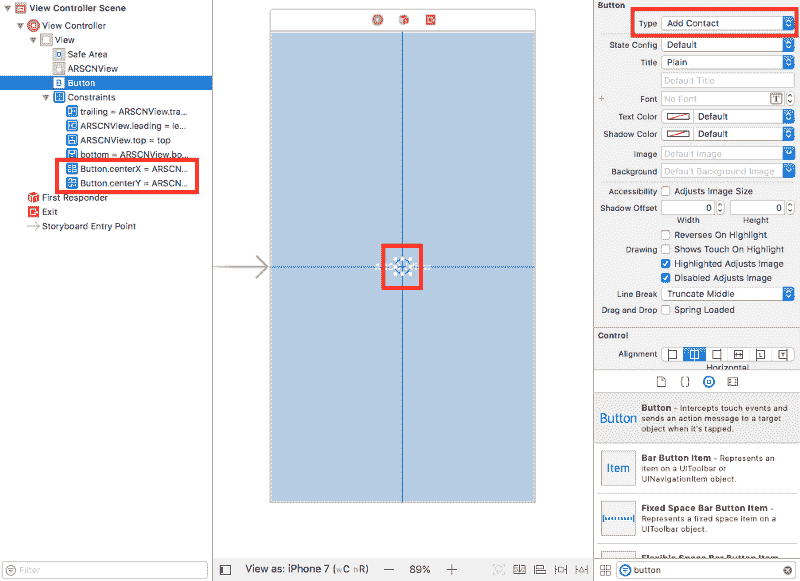 View Controller Scene
View Controller
View
Safe Area
ARSCNView
Button
Constraints
trailing = ARSCNView.tra...
ARSCNView.leading = le...
ARSCNView.top = top
bottom = ARSCNView.bo...
Button.centerX = ARSCN...
Button.centerY = ARSCN...
First Responder
Exit
Storyboard Entry Point
Filter
View as: iPhone 7 (wC hR)
89%
Button
Type Add Contact
State Config Default
Title Plain
Default Title
Font No Font
Text Color Default
Shadow Color Default
Image Default Image
Background Default Background Image
Accessibility Adjusts Image Size
Shadow Offset 0 0
Width Height
Reverses On Highlight
Drawing Shows Touch On Highlight
Highlighted Adjusts Image
Disabled Adjusts Image
Line Break Truncate Middle
Drag and Drop Spring Loaded
Control
Alignment
Horizontal
Button
Button - Intercepts touch events and
sends an action message to a target
object when it's tapped.
Item
Bar Button Item - Represents an
item on a UIToolbar or
UINavigationItem object.
Fixed Space Bar Button Item -
Represents a fixed space item on a
UIToolbar object.
Flexible Space Bar Button Item
button